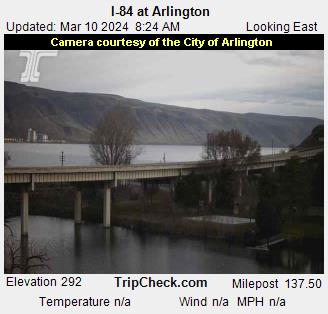 I-84 at Arlington
Updated: Mar 10 2024 8:24 AM Looking East
Camera courtesy of the City of Arlington
Elevation 292 TripCheck.com Milepost 137.50
Temperature n/a Wind n/a MPH n/a